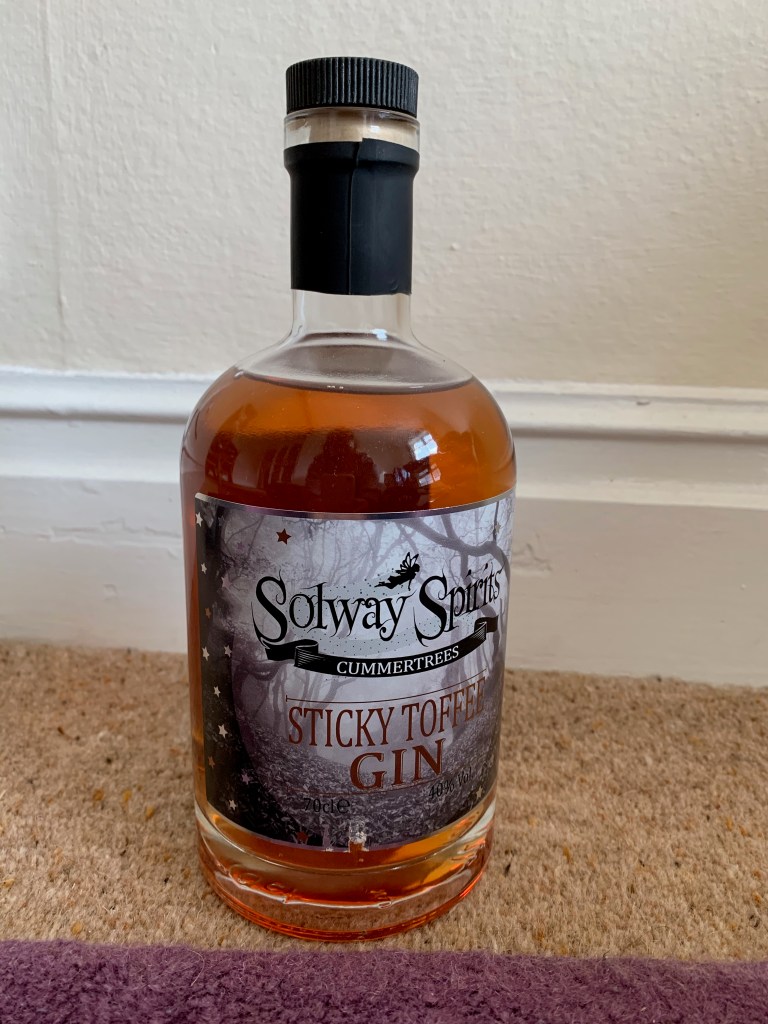 Solway Spirits
CUMMERTREES
STICKY TOFFEE
GIN
70cl℮ 40% Vol.